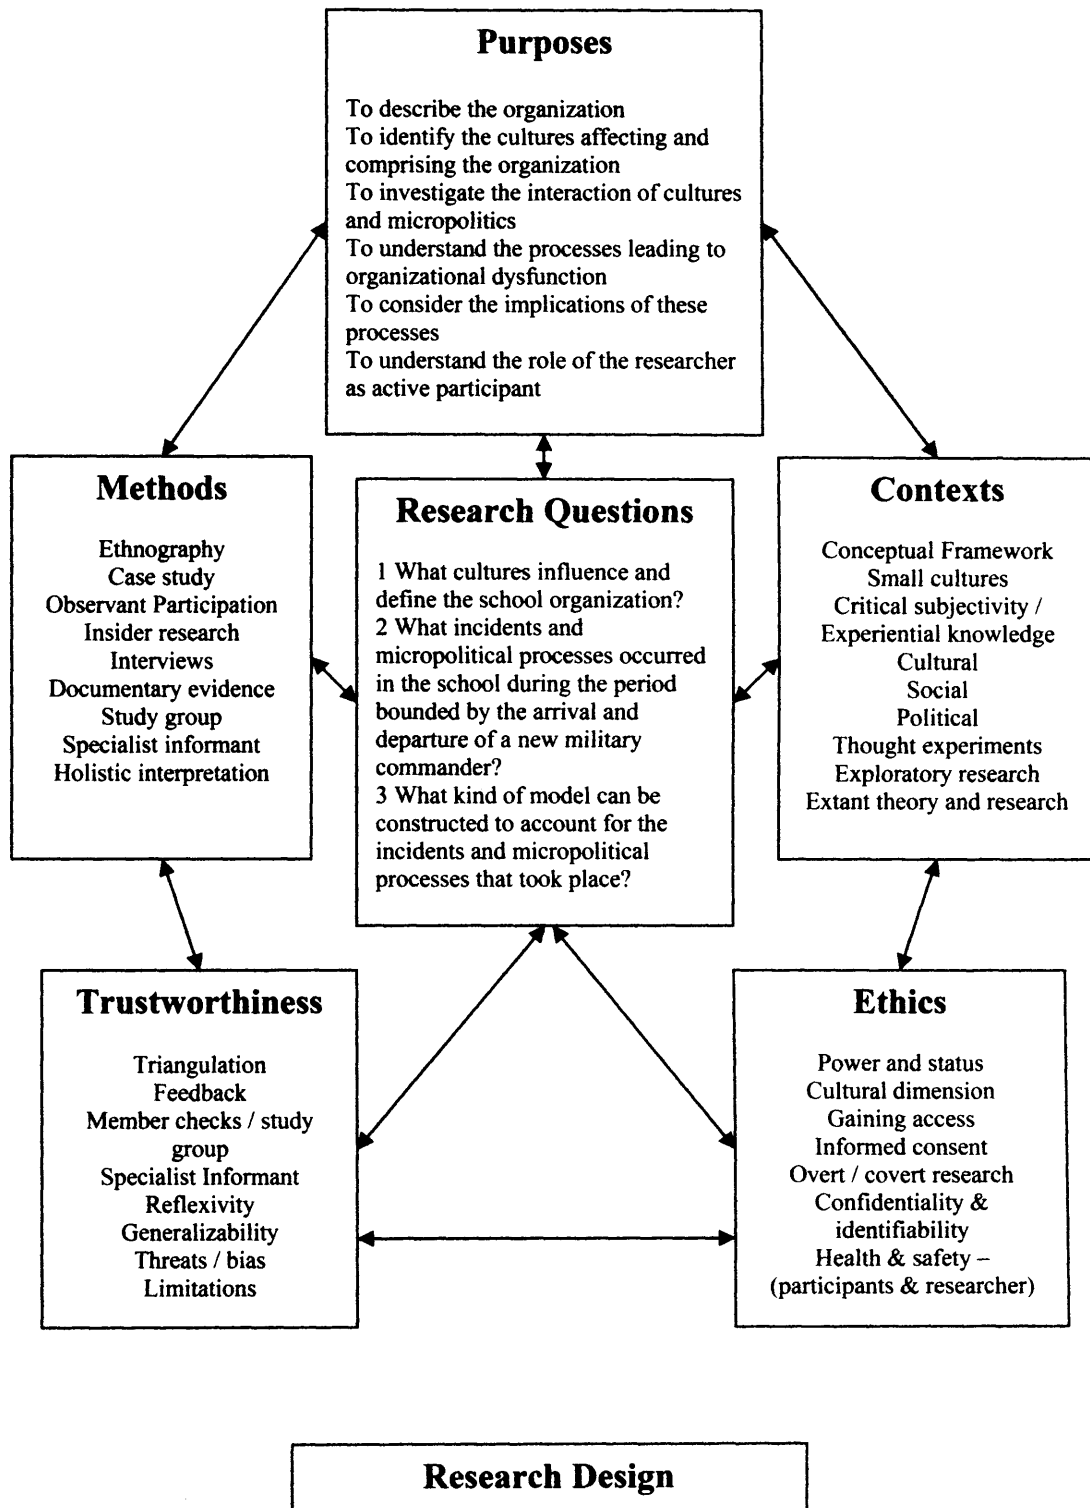 Purposes
To describe the organization
To identify the cultures affecting and
comprising the organization
To investigate the interaction of cultures
and micropolitics
To understand the processes leading to
organizational dysfunction
To consider the implications of these
processes
To understand the role of the researcher
as active participant
Methods
Ethnography
Case study
Observant Participation
Insider research
Interviews
Documentary evidence
Study group
Specialist informant
Holistic interpretation
Research Questions
1 What cultures influence and
define the school organization?
2 What incidents and
micropolitical processes occurred
in the school during the period
bounded by the arrival and
departure of a new military
commander?
3 What kind of model can be
constructed to account for the
incidents and micropolitical
processes that took place?
Contexts
Conceptual Framework
Small cultures
Critical subjectivity /
Experiential knowledge
Cultural
Social
Political
Thought experiments
Exploratory research
Extant theory and research
Trustworthiness
Triangulation
Feedback
Member checks / study
group
Specialist Informant
Reflexivity
Generalizability
Threats / bias
Limitations
Ethics
Power and status
Cultural dimension
Gaining access
Informed consent
Overt / covert research
Confidentiality &
identifiability
Health & safety –
(participants & researcher)
Research Design